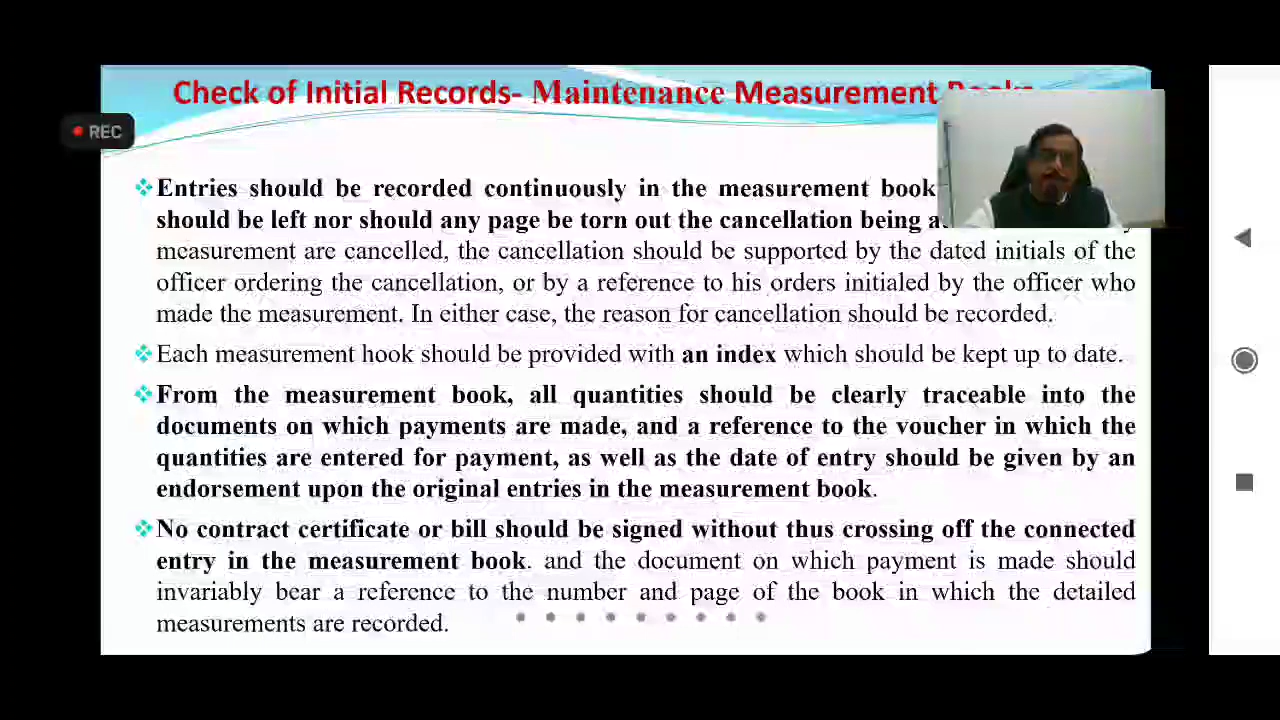 Check of Initial Records- Maintenance Measurement
REC
❖Entries should be recorded continuously in the measurement book
should be left nor should any page be torn out the cancellation being
measurement are cancelled, the cancellation should be supported by the dated initials of the
officer ordering the cancellation, or by a reference to his orders initialed by the officer who
made the measurement. In either case, the reason for cancellation should be recorded.
❖Each measurement hook should be provided with an index which should be kept up to date.
❖From the measurement book, all quantities should be clearly traceable into the
documents on which payments are made, and a reference to the voucher in which the
quantities are entered for payment, as well as the date of entry should be given by an
endorsement upon the original entries in the measurement book.
❖No contract certificate or bill should be signed without thus crossing off the connected
entry in the measurement book. and the document on which payment is made should
invariably bear a reference to the number and page of the book in which the detailed
measurements are recorded.